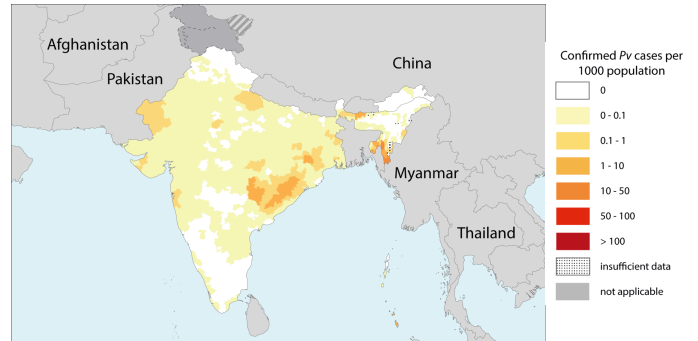 Afghanistan
Pakistan
China
Myanmar
Thailand
Confirmed Pv cases per
1000 population
0
0 - 0.1
0.1 - 1
1 - 10
10 - 50
50 - 100
> 100
insufficient data
not applicable